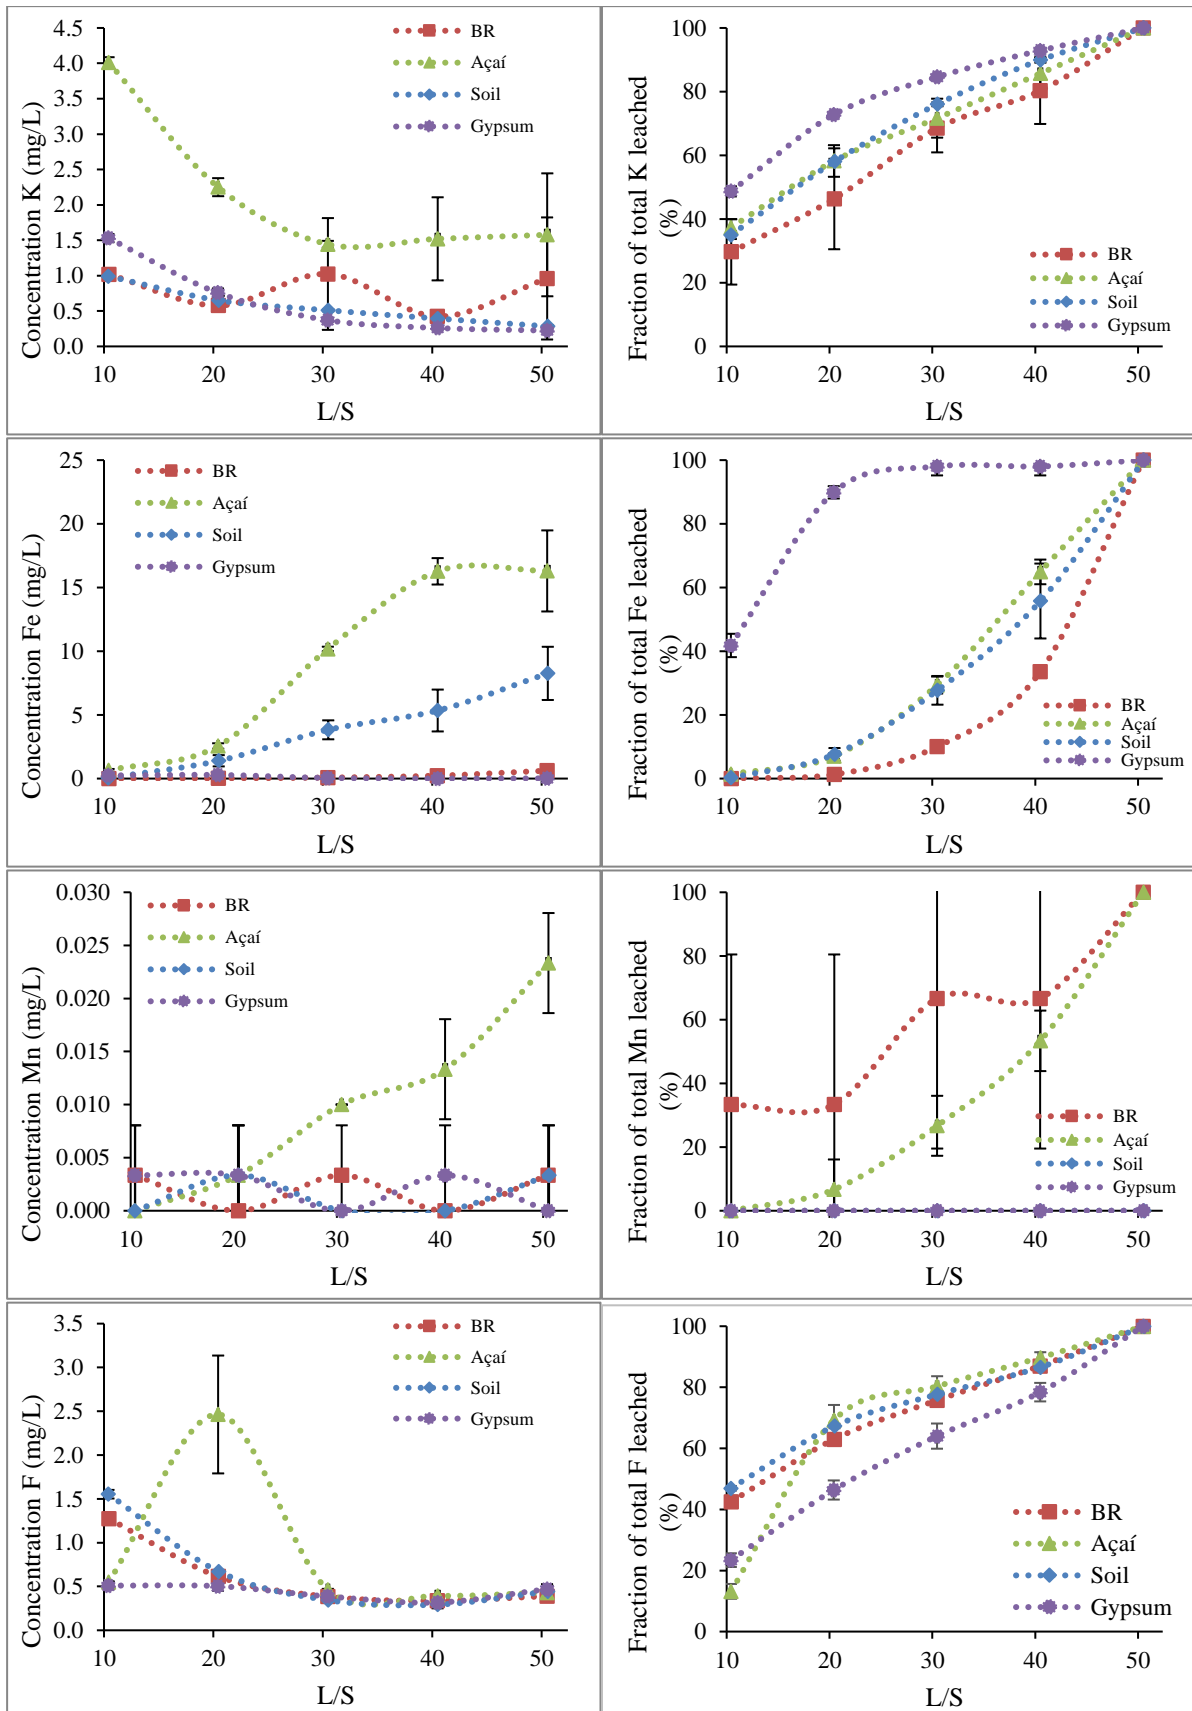 4.5
4.0
3.5
3.0
2.5
2.0
1.5
1.0
0.5
0.0
Concentration K (mg/L)
BR
Açaí
Soil
Gypsum
10 20 30 40 50
L/S
100
80
60
40
20
0
Fraction of total K leached
(%)
BR
Açaí
Soil
Gypsum
10 20 30 40 50
L/S
25
20
15
10
5
0
Concentration Fe (mg/L)
BR
Açaí
Soil
Gypsum
10 20 30 40 50
L/S
100
80
60
40
20
0
Fraction of total Fe leached
(%)
BR
Açaí
Soil
Gypsum
10 20 30 40 50
L/S
0.030
0.025
0.020
0.015
0.010
0.005
0.000
Concentration Mn (mg/L)
BR
Açaí
Soil
Gypsum
10 20 30 40 50
L/S
100
80
60
40
20
0
Fraction of total Mn leached
(%)
BR
Açaí
Soil
Gypsum
10 20 30 40 50
L/S
3.5
3.0
2.5
2.0
1.5
1.0
0.5
0.0
Concentration F (mg/L)
BR
Açaí
Soil
Gypsum
10 20 30 40 50
L/S
100
80
60
40
20
0
Fraction of total F leached
(%)
BR
Açaí
Soil
Gypsum
10 20 30 40 50
L/S